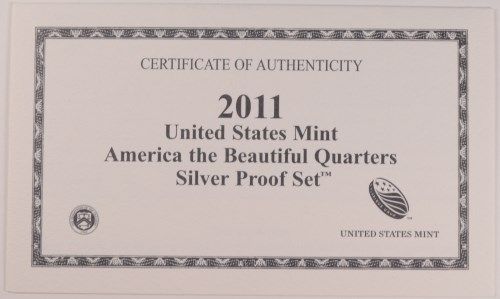 CERTIFICATE OF AUTHENTICITY
2011
United States Mint
America the Beautiful Quarters
Silver Proof Set™
UNITED STATES MINT